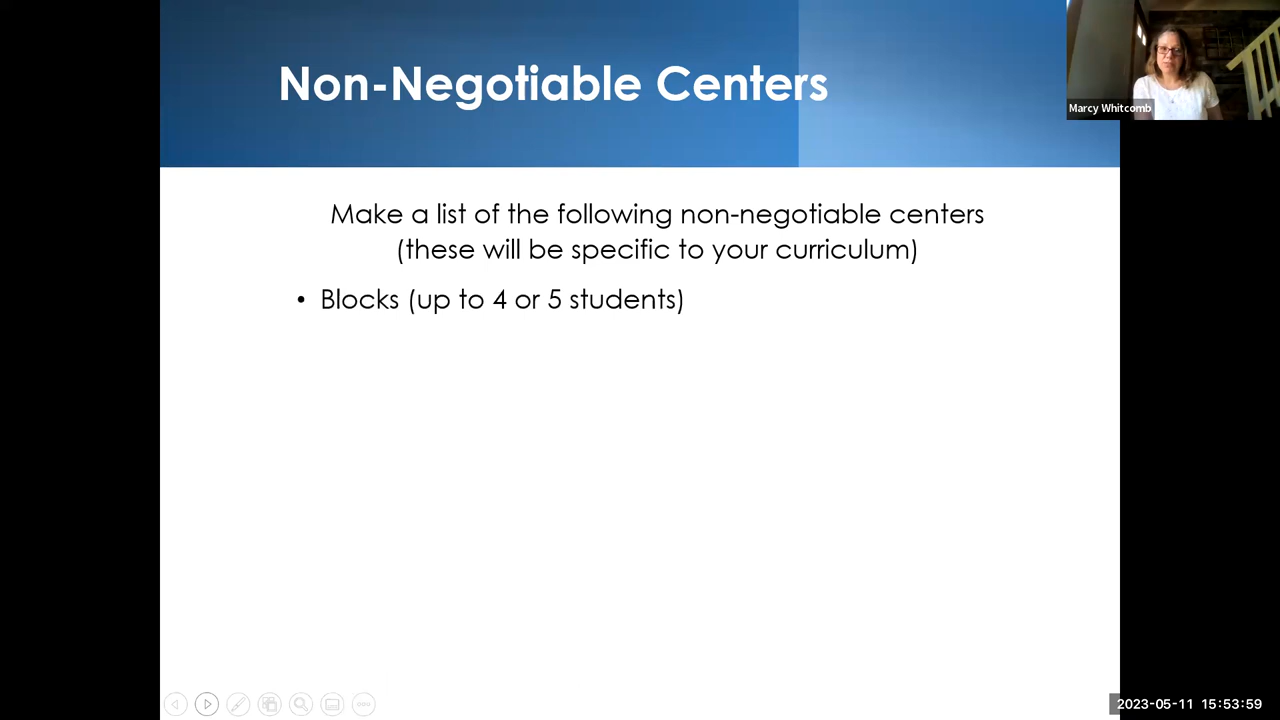 Non-Negotiable Centers
Marcy Whitcomb
Make a list of the following non-negotiable centers
(these will be specific to your curriculum)
• Blocks (up to 4 or 5 students)
2023-05-11 15:53:59